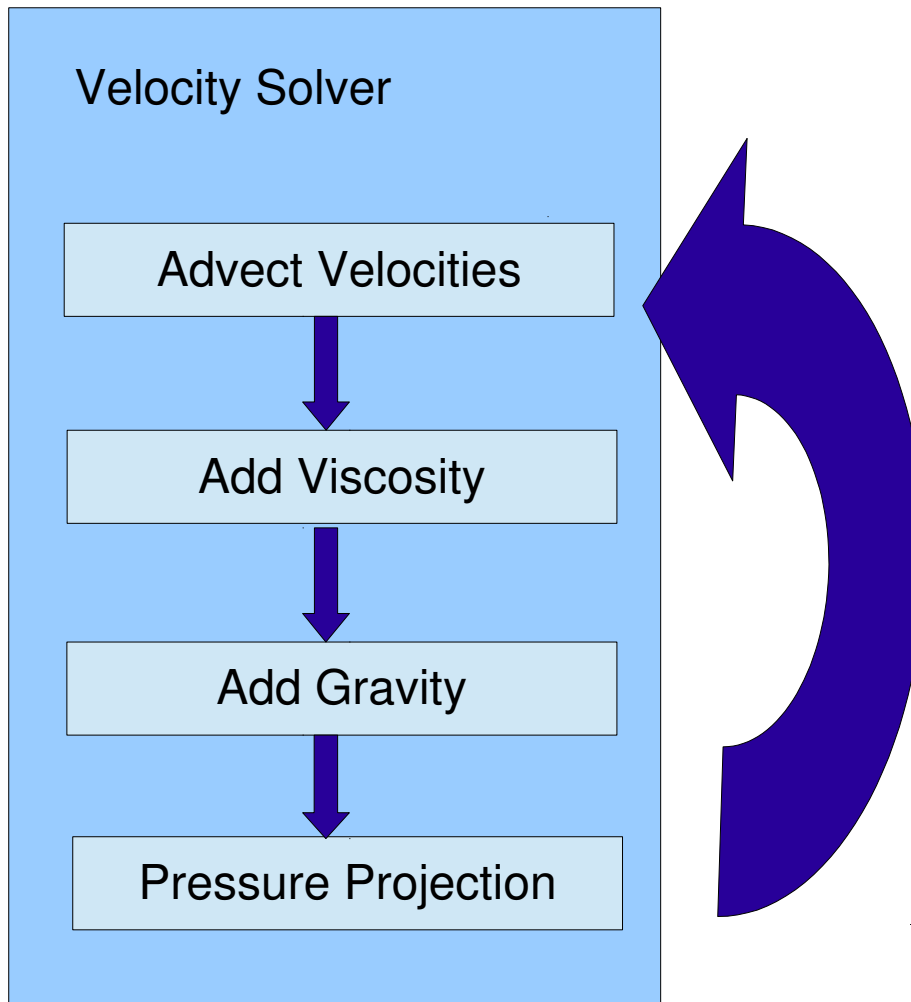 Velocity Solver
Advect Velocities
Add Viscosity
Add Gravity
Pressure Projection